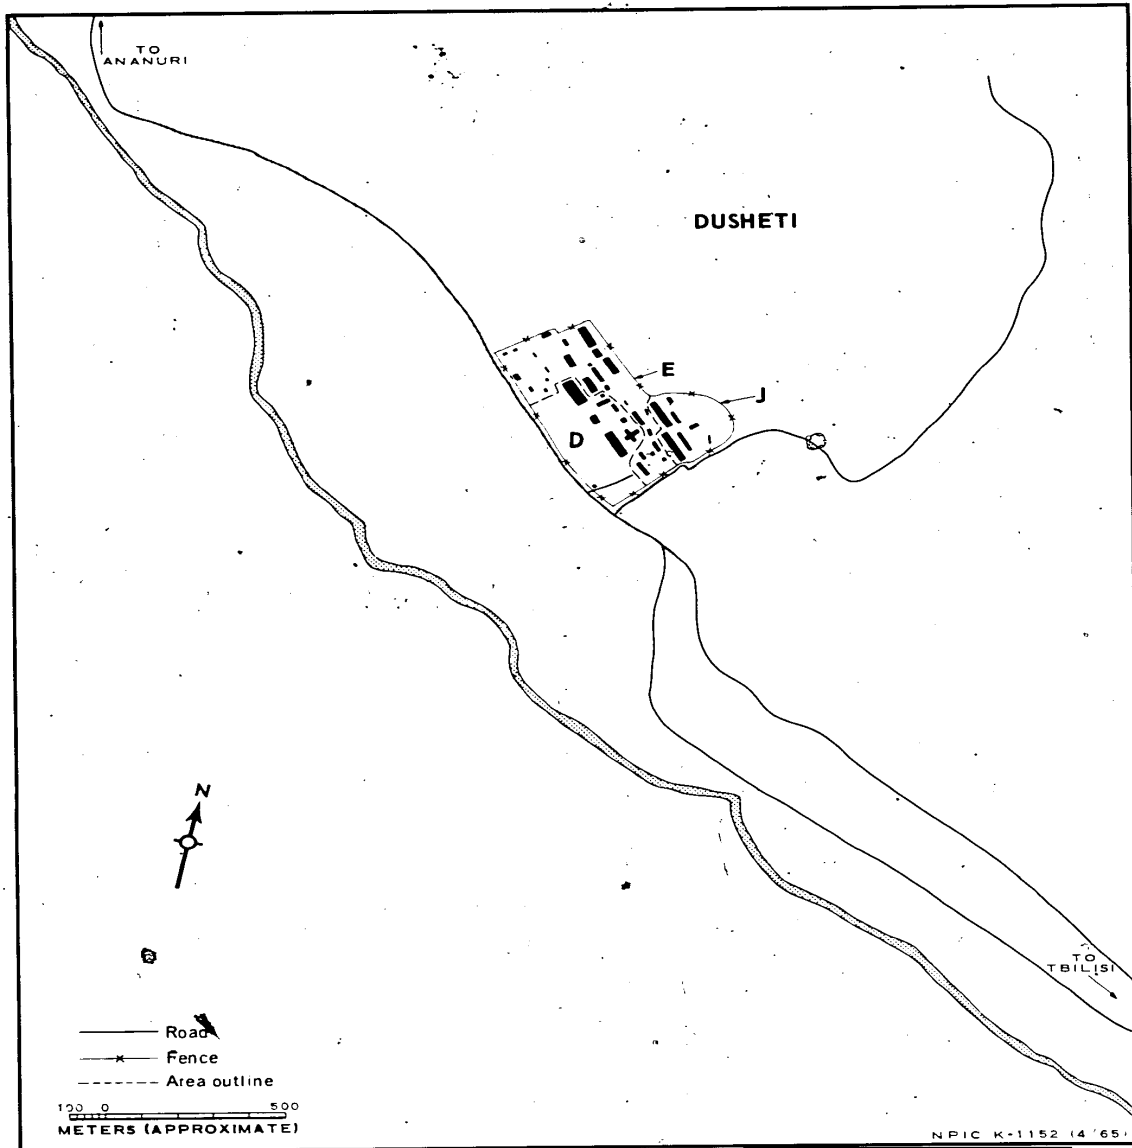 TO
ANANURI
DUSHETI
E
J
D
N
TO
TBILISI
Road
Fence
Area outline
100 0 500
METERS (APPROXIMATE)
NPIC K-1152 (4/65)